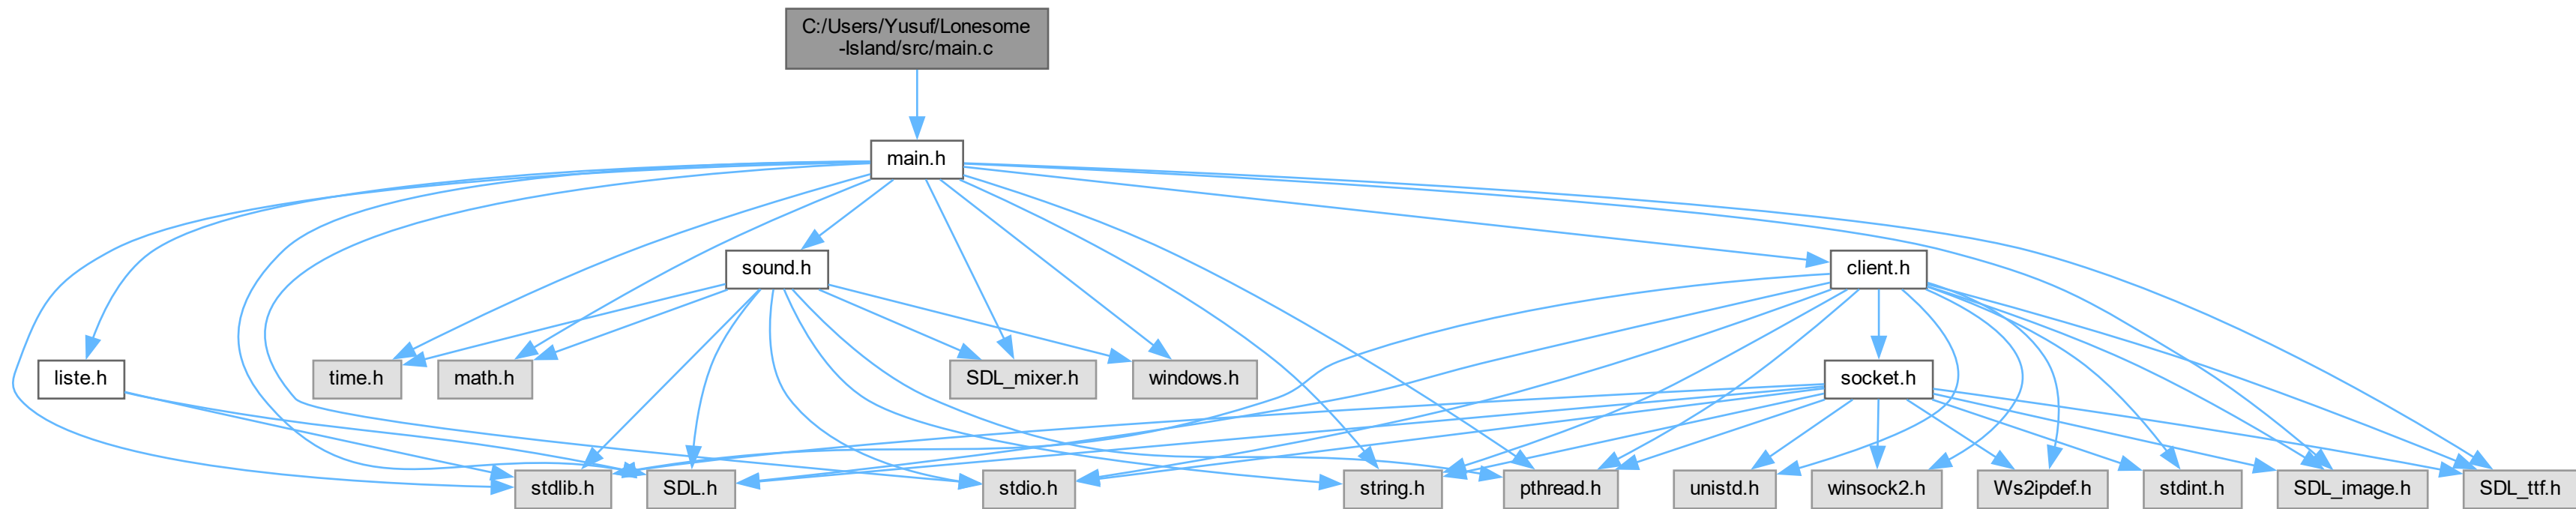 C:/Users/Yusuf/Lonesome
-Island/src/main.c
main.h
sound.h
client.h
liste.h
time.h
math.h
SDL_mixer.h
windows.h
socket.h
stdlib.h
SDL.h
stdio.h
string.h
pthread.h
unistd.h
winsock2.h
Ws2ipdef.h
stdint.h
SDL_image.h
SDL_ttf.h